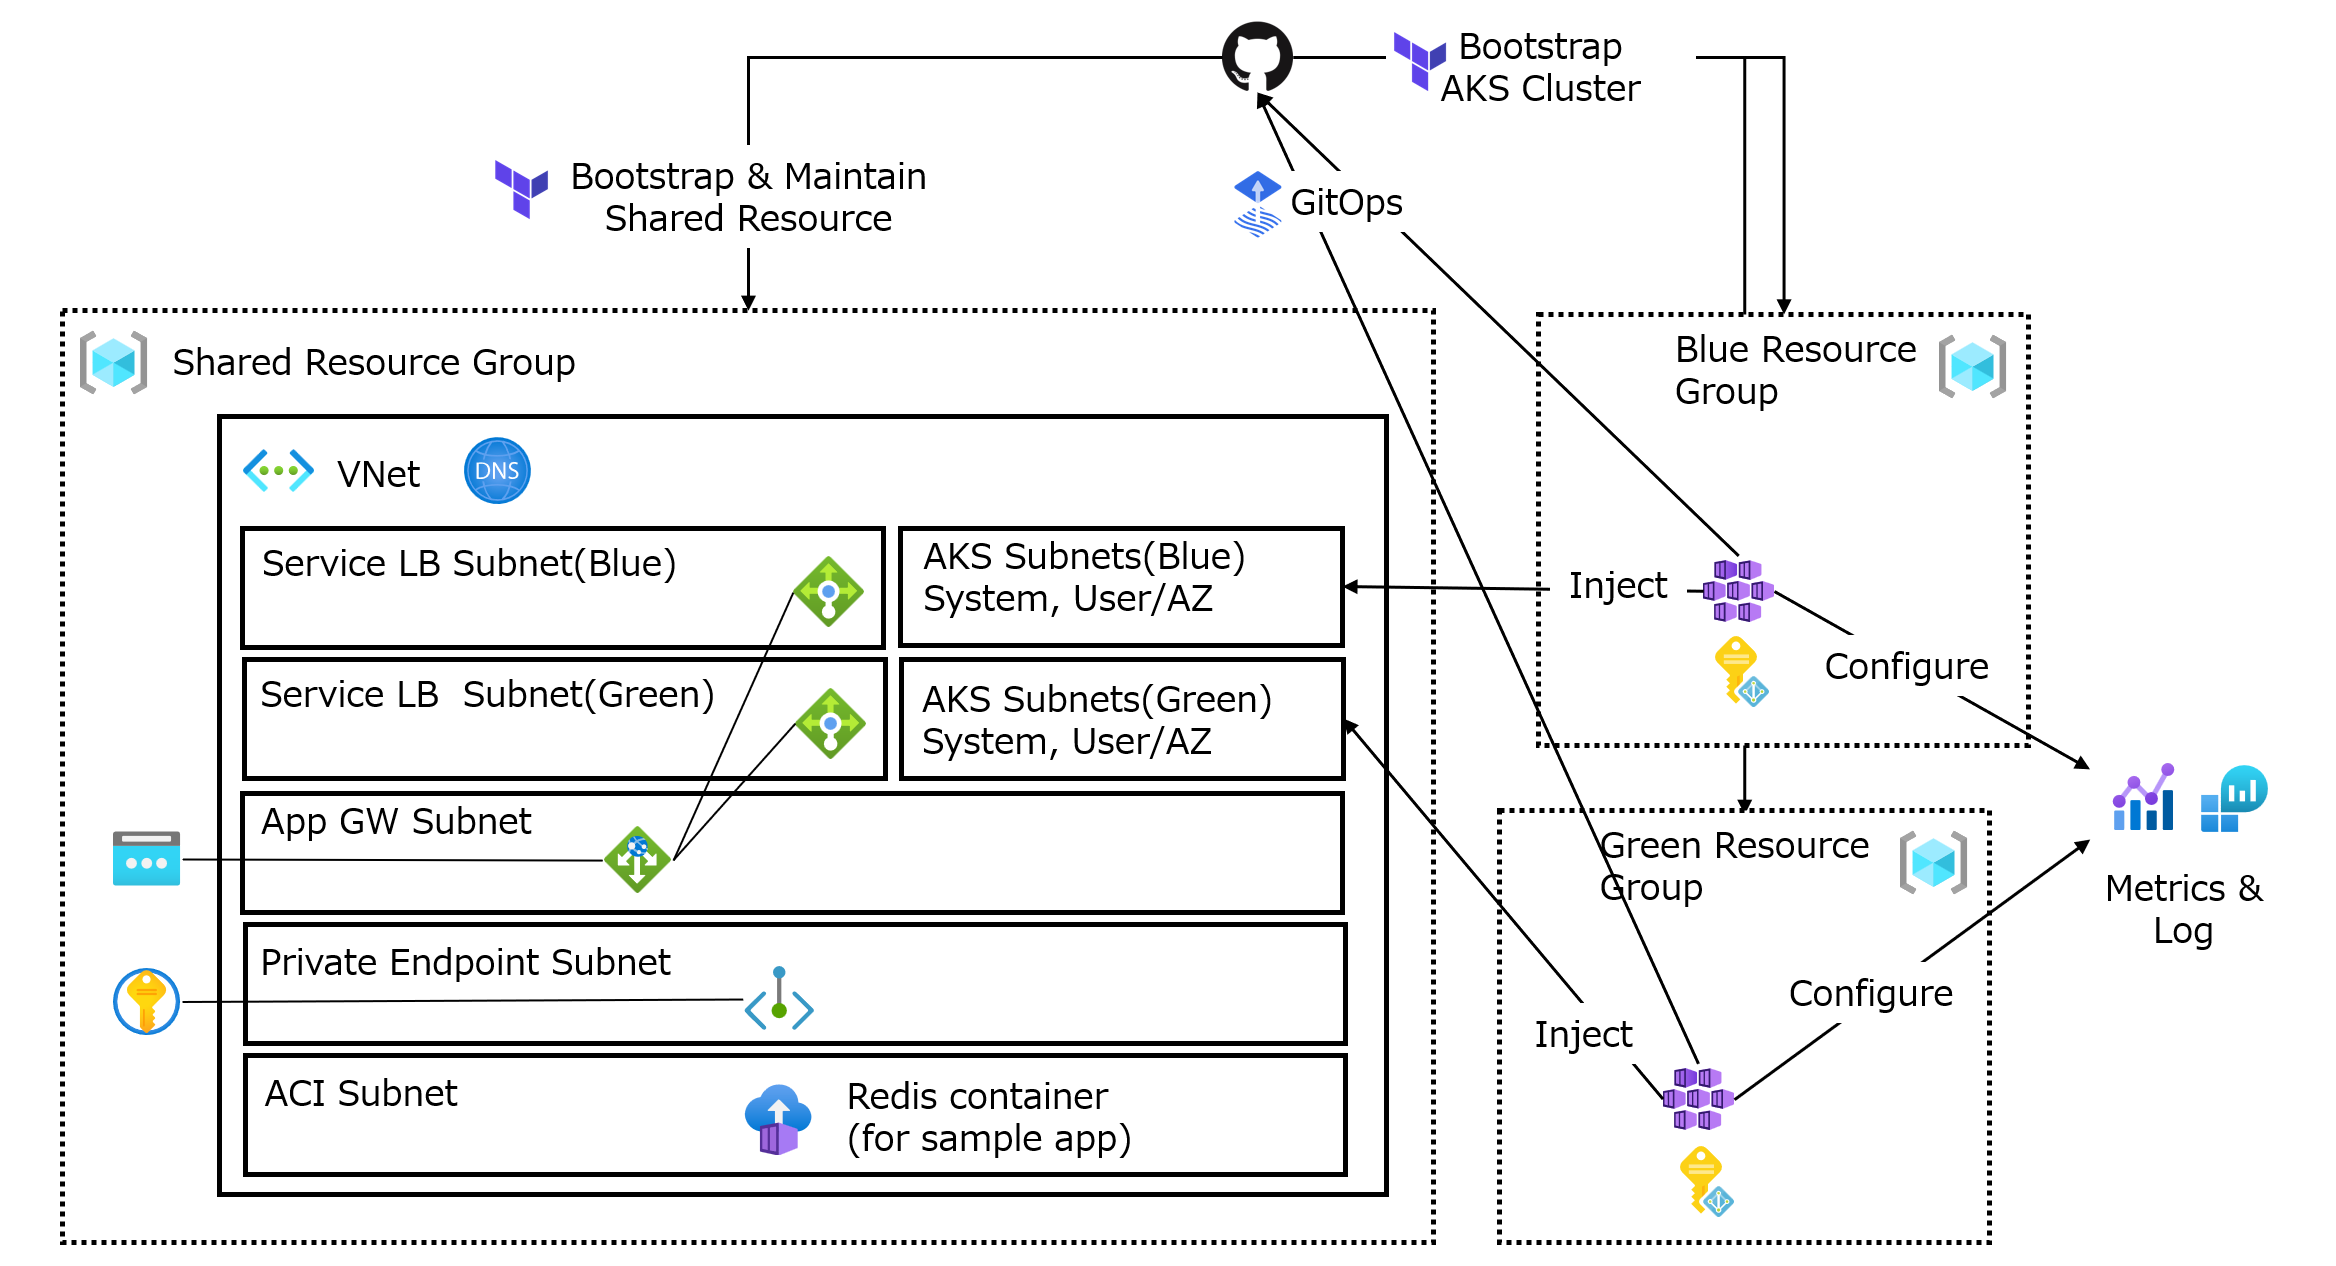 Bootstrap
AKS Cluster
Bootstrap & Maintain
Shared Resource
GitOps
Shared Resource Group
Blue Resource
Group
VNet
DNS
Service LB Subnet(Blue)
AKS Subnets(Blue)
System, User/AZ
Inject
Configure
Service LB  Subnet(Green)
AKS Subnets(Green)
System, User/AZ
App GW Subnet
Green Resource
Group
Metrics &
Log
Private Endpoint Subnet
Configure
Inject
ACI Subnet
Redis container
(for sample app)